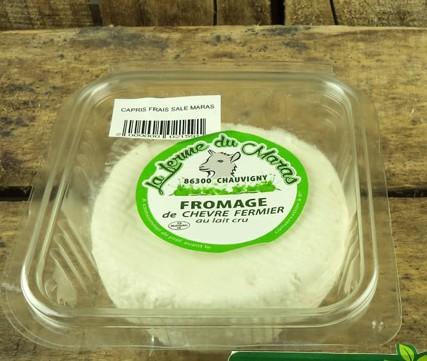 CAPRIS FRAIS SALE MARAS
La Ferme du Maras
86300 CHAUVIGNY
FROMAGE
de CHEVRE FERMIER
au lait cru